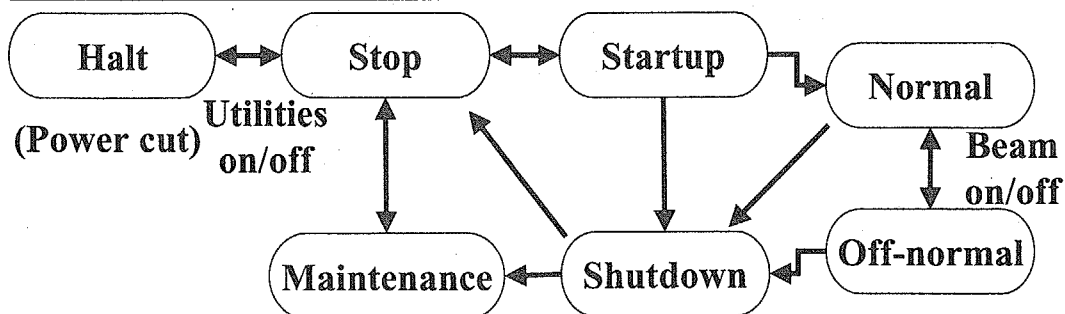 Halt
Stop
Startup
Normal
(Power cut)
Utilities
on/off
Beam
on/off
Maintenance
Shutdown
Off-normal